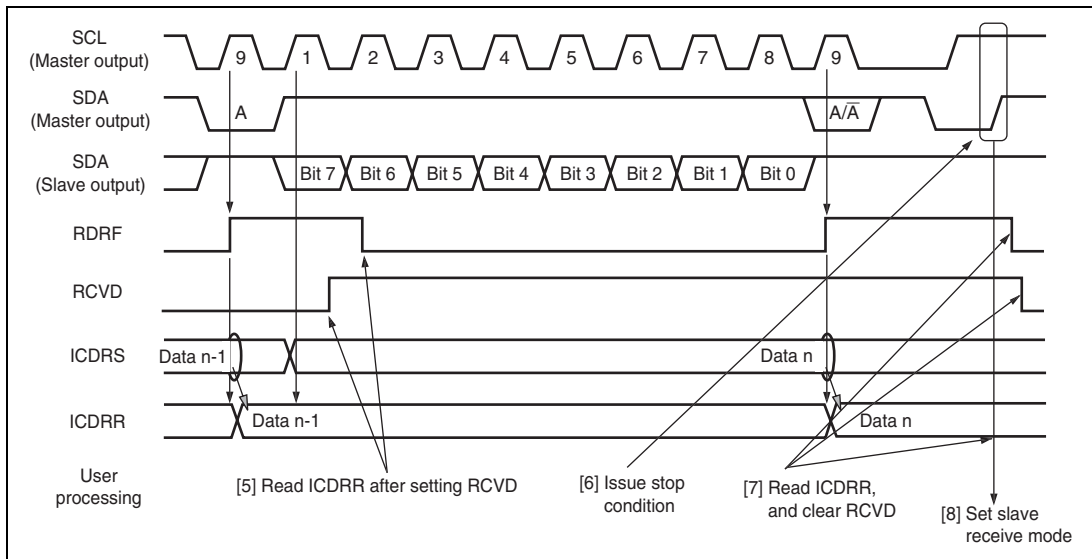 SCL
(Master output)
9 1 2 3 4 5 6 7 8 9
SDA
(Master output)
A A/A̅
SDA
(Slave output)
Bit 7 Bit 6 Bit 5 Bit 4 Bit 3 Bit 2 Bit 1 Bit 0
RDRF
RCVD
ICDRS
Data n-1 Data n
ICDRR
Data n-1 Data n
User
processing
[5] Read ICDRR after setting RCVD
[6] Issue stop
condition
[7] Read ICDRR,
and clear RCVD
[8] Set slave
receive mode